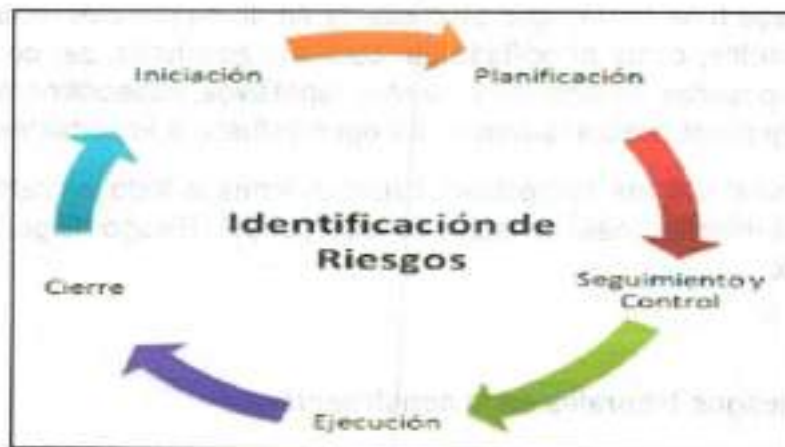 Iniciación
Planificación
Identificación de
Riesgos
Seguimiento y
Control
Ejecución
Cierre